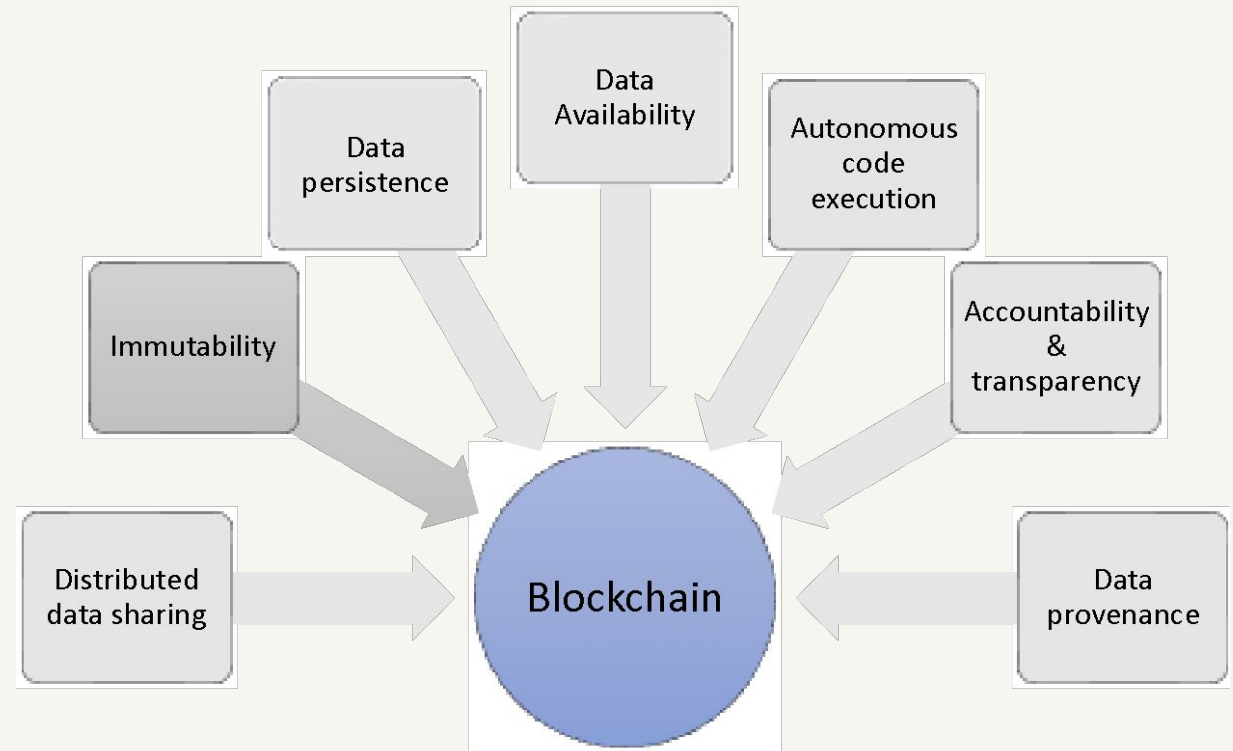 Data
Availability
Data
persistence
Autonomous
code
execution
Immutability
Accountability
&
transparency
Distributed
data sharing
Blockchain
Data
provenance